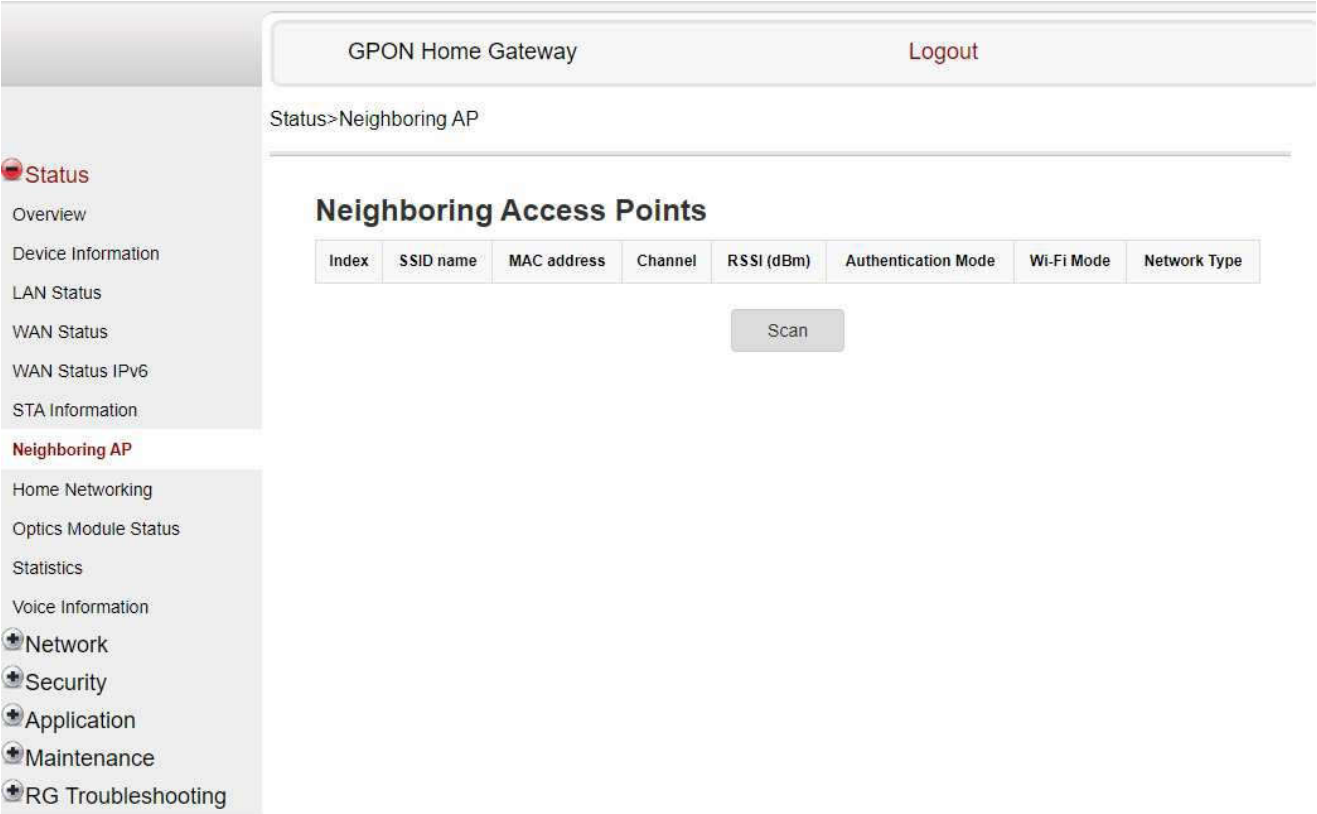 GPON Home Gateway Logout
Status>Neighboring AP
Status
Overview
Device Information
LAN Status
WAN Status
WAN Status IPv6
STA Information
Neighboring AP
Home Networking
Optics Module Status
Statistics
Voice Information
Network
Security
Application
Maintenance
RG Troubleshooting
Neighboring Access Points
Index SSID name MAC address Channel RSSI (dBm) Authentication Mode Wi-Fi Mode Network Type
Scan